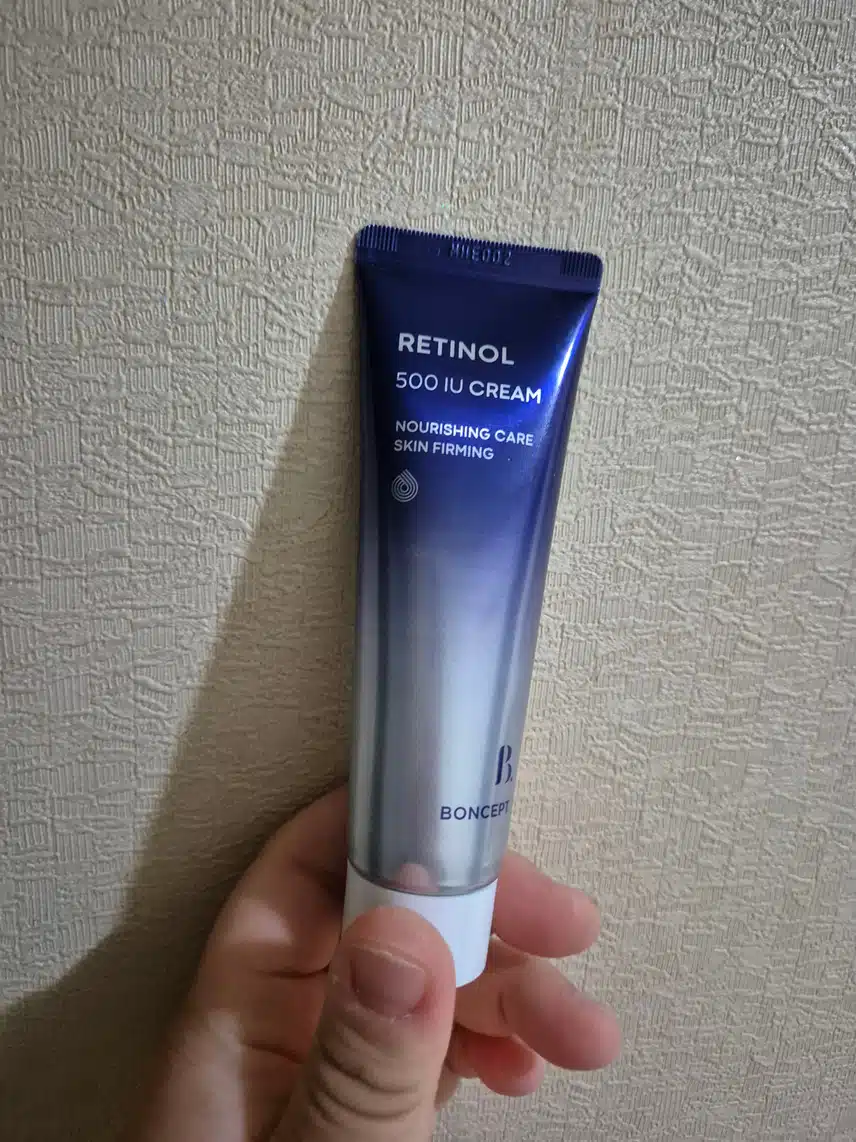 RETINOL
500 IU CREAM
NOURISHING CARE
SKIN FIRMING
B.
BONCEPT